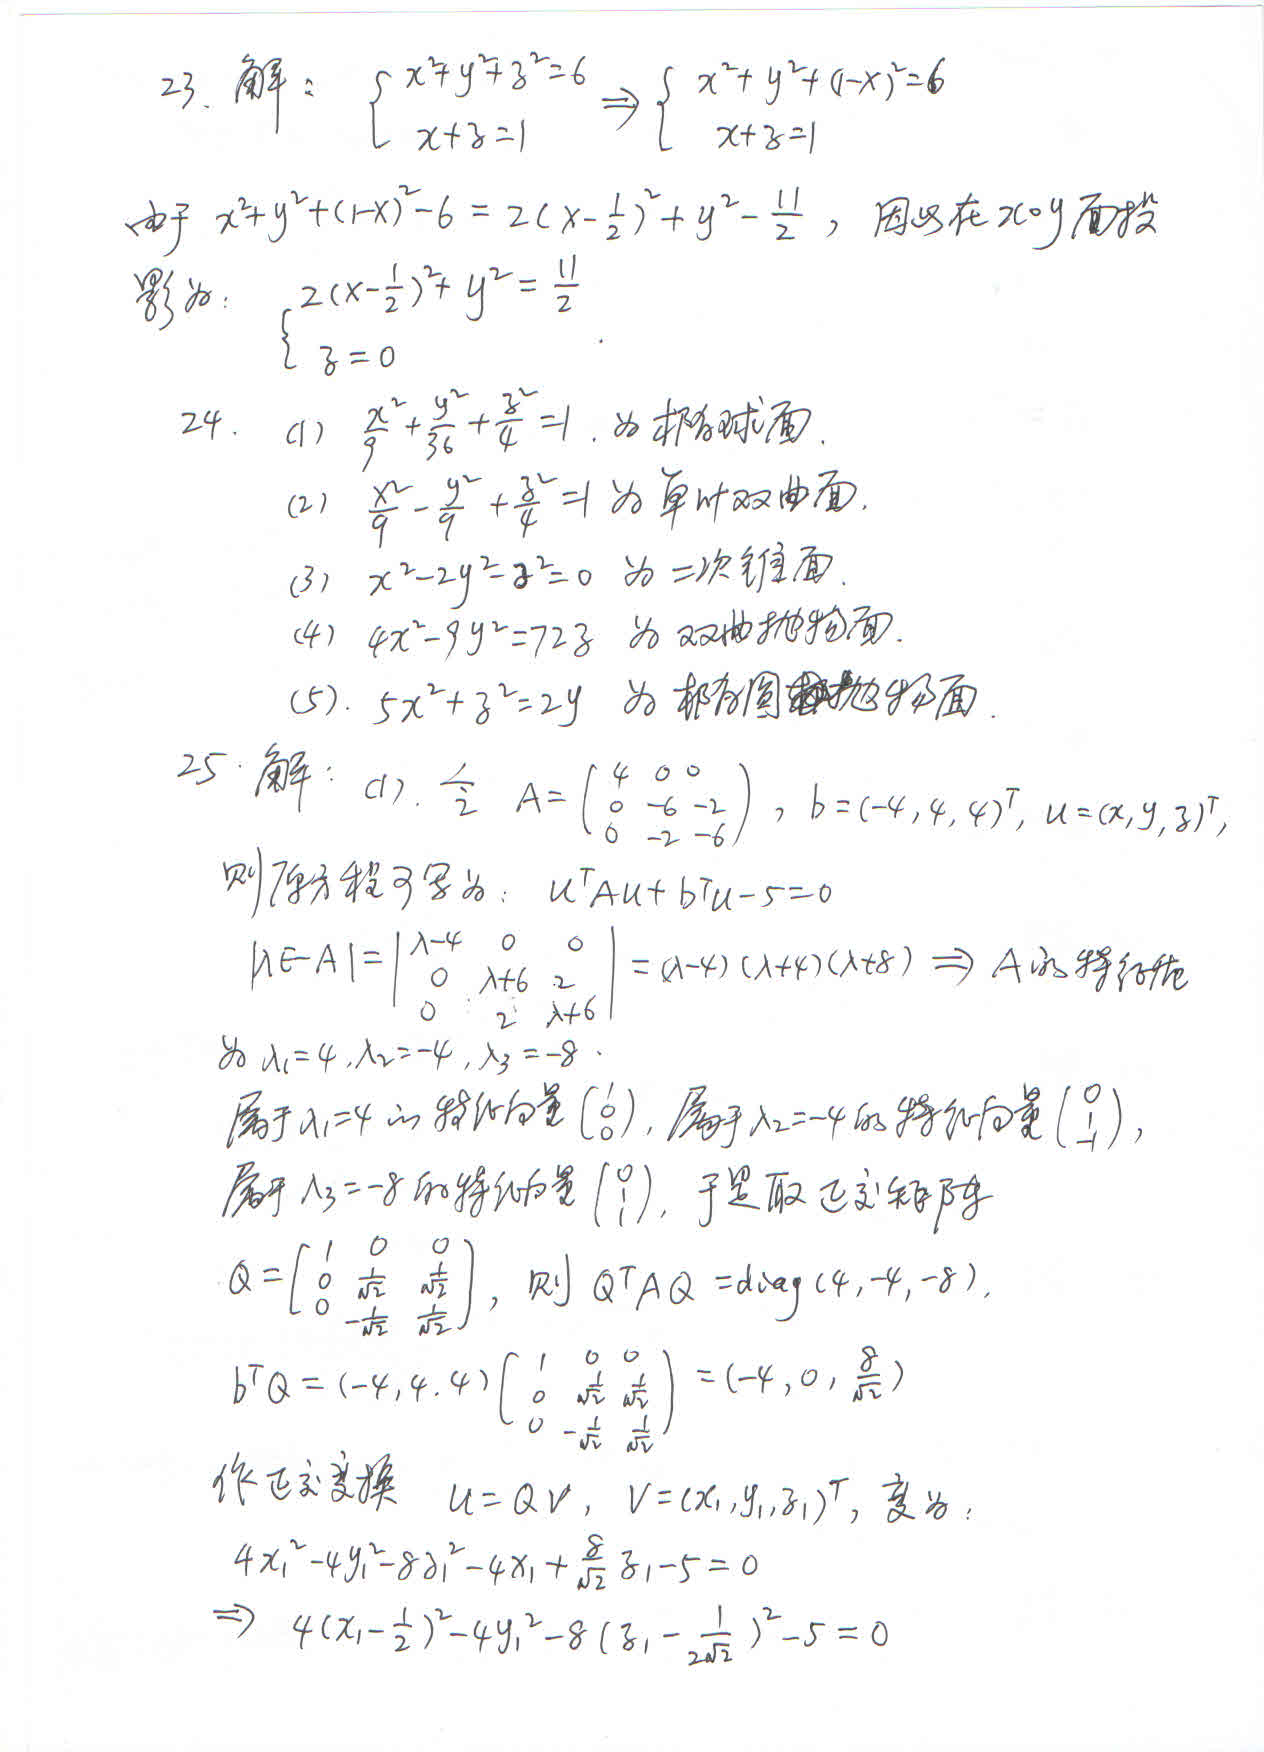 23. 解: { x²+y²+z²=6 x+z=1 ⇒ { x²+y²+(1-x)²=6 x+z=1
由于 x²+y²+(1-x)²-6 = 2(x-1/2)²+y²-11/2, 因此在xoy面投
影为: { 2(x-1/2)²+y²=11/2 z=0
24. (1) x²/9+y²/36+z²/4=1. 为椭球面.
(2) x²/9-y²/9+z²/4=1 为单叶双曲面.
(3) x²-2y²-z²=0 为二次锥面.
(4) 4x²-9y²=72z 为双曲抛物面.
(5). 5x²+z²=2y 为椭圆抛物面.
25. 解: (1). 令 A=(4 0 0; 0 -6 -2; 0 -2 -6), b=(-4,4,4)ᵀ, u=(x,y,z)ᵀ,
则原方程可写为: uᵀAu+bᵀu-5=0
|λE-A|=|λ-4 0 0; 0 λ+6 2; 0 2 λ+6|=(λ-4)(λ+4)(λ+8) ⇒ A的特征值
为 λ₁=4, λ₂=-4, λ₃=-8.
属于λ₁=4的特征向量(1 0 0), 属于λ₂=-4的特征向量(0 1 -1),
属于λ₃=-8的特征向量(0 1 1), 于是取正交矩阵
Q=[1 0 0; 0 1/√2 1/√2; 0 -1/√2 1/√2], 则 QᵀAQ=diag(4,-4,-8).
bᵀQ=(-4,4,4)[1 0 0; 0 1/√2 1/√2; 0 -1/√2 1/√2]=(-4,0,8/√2)
作正交变换 u=Qv, v=(x₁,y₁,z₁)ᵀ, 变为:
4x₁²-4y₁²-8z₁²-4x₁+8/√2 z₁-5=0
⇒ 4(x₁-1/2)²-4y₁²-8(z₁-1/(2√2))²-5=0